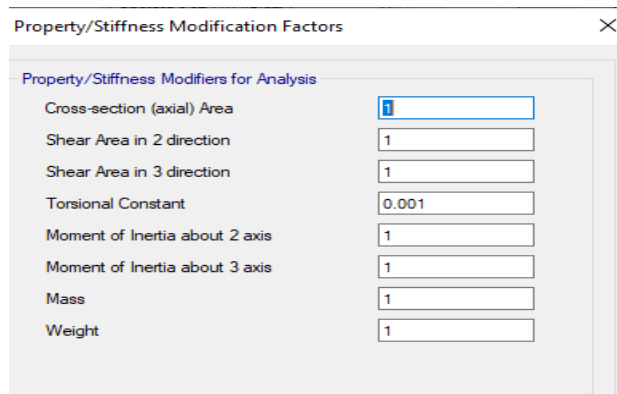 Property/Stiffness Modification Factors
Property/Stiffness Modifiers for Analysis
Cross-section (axial) Area 1
Shear Area in 2 direction 1
Shear Area in 3 direction 1
Torsional Constant 0.001
Moment of Inertia about 2 axis 1
Moment of Inertia about 3 axis 1
Mass 1
Weight 1